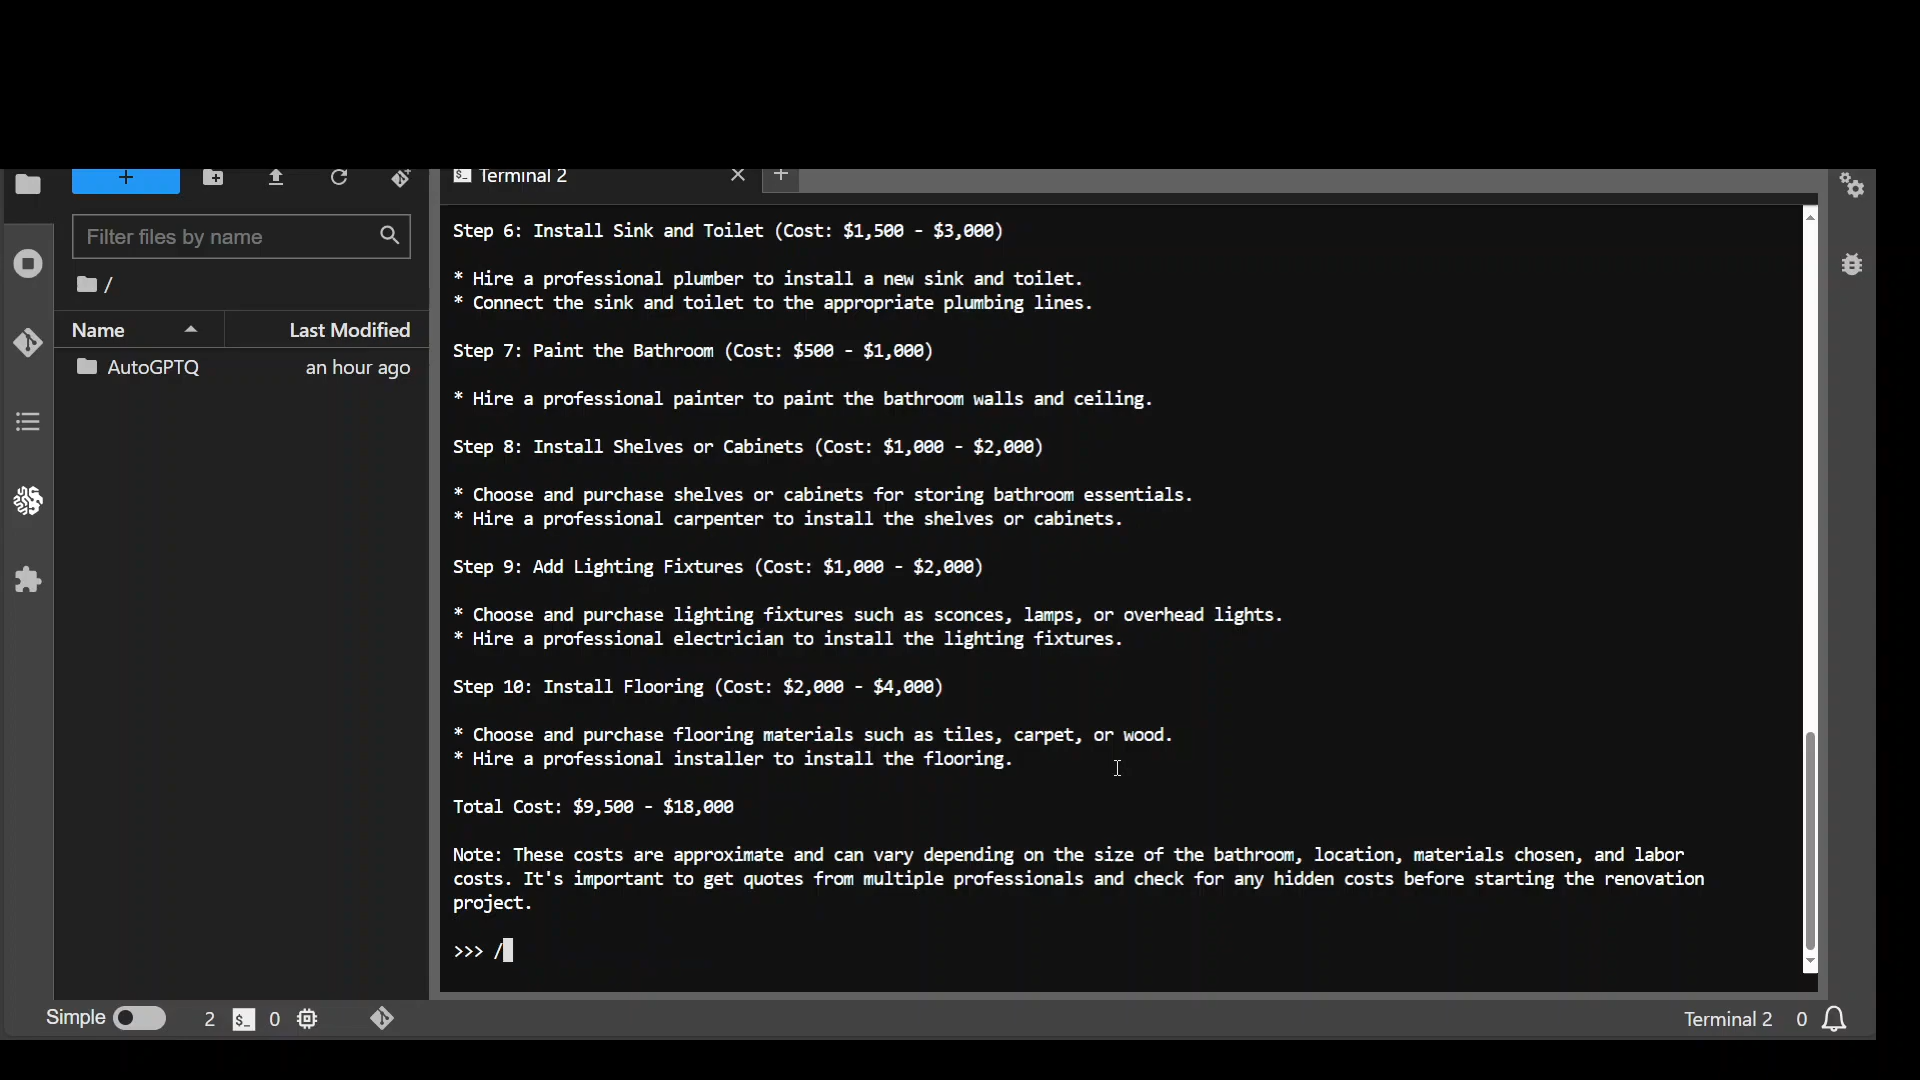 +
Terminal 2
Filter files by name
/
Name Last Modified
AutoGPTQ an hour ago
Step 6: Install Sink and Toilet (Cost: $1,500 - $3,000)
* Hire a professional plumber to install a new sink and toilet.
* Connect the sink and toilet to the appropriate plumbing lines.
Step 7: Paint the Bathroom (Cost: $500 - $1,000)
* Hire a professional painter to paint the bathroom walls and ceiling.
Step 8: Install Shelves or Cabinets (Cost: $1,000 - $2,000)
* Choose and purchase shelves or cabinets for storing bathroom essentials.
* Hire a professional carpenter to install the shelves or cabinets.
Step 9: Add Lighting Fixtures (Cost: $1,000 - $2,000)
* Choose and purchase lighting fixtures such as sconces, lamps, or overhead lights.
* Hire a professional electrician to install the lighting fixtures.
Step 10: Install Flooring (Cost: $2,000 - $4,000)
* Choose and purchase flooring materials such as tiles, carpet, or wood.
* Hire a professional installer to install the flooring.
Total Cost: $9,500 - $18,000
Note: These costs are approximate and can vary depending on the size of the bathroom, location, materials chosen, and labor
costs. It's important to get quotes from multiple professionals and check for any hidden costs before starting the renovation
project.
>>> /
Simple 2 $_ 0 Terminal 2 0